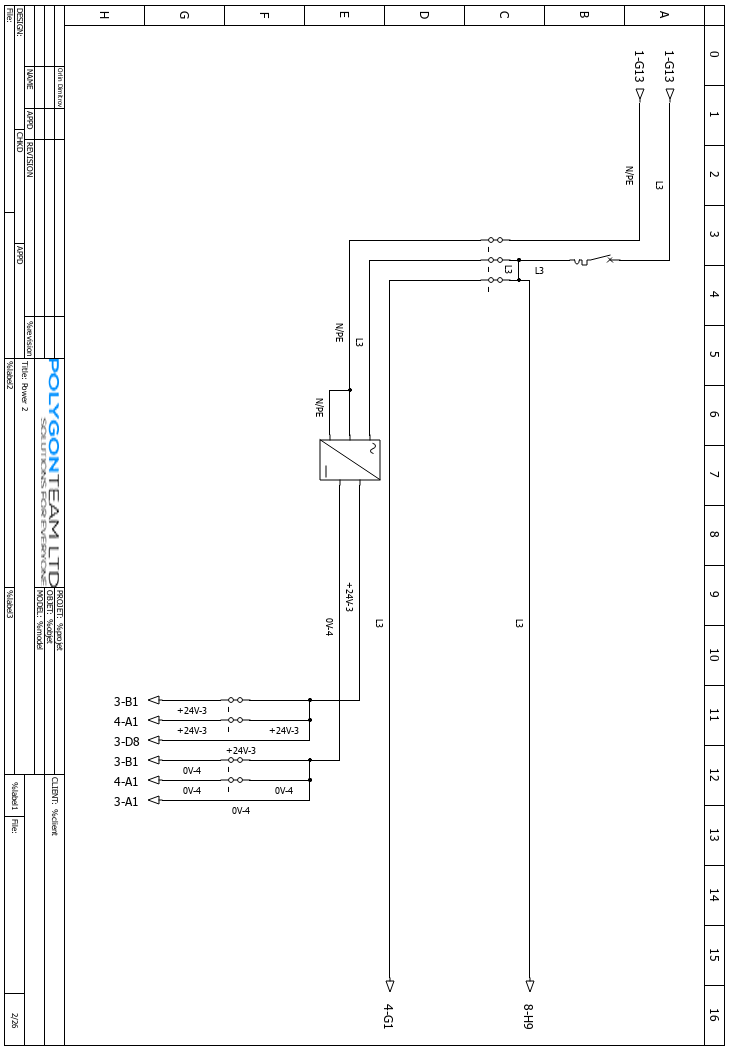 0
1
2
3
4
5
6
7
8
9
10
11
12
13
14
15
16
A
B
C
D
E
F
G
H
1-G13
1-G13
L3
N/PE
L3
L3
N/PE
L3
N/PE
+24V-3
0V-4
L3
L3
3-B1
+24V-3
4-A1
+24V-3
+24V-3
3-D8
+24V-3
3-B1
0V-4
4-A1
0V-4
0V-4
3-A1
0V-4
8-H9
4-G1
Orlin Dimitrov
NAME
APPD
REVISION
%revision
DESIGN:
CHKD
APPD
File:
POLYGONTEAM LTD
SOLUTIONS FOR EVERYONE
Title: Power 2
%label2
PROJET: %projet
OBJET: %objet
MODEL: %model
%label3
CLIENT: %client
%label1
File:
2/26